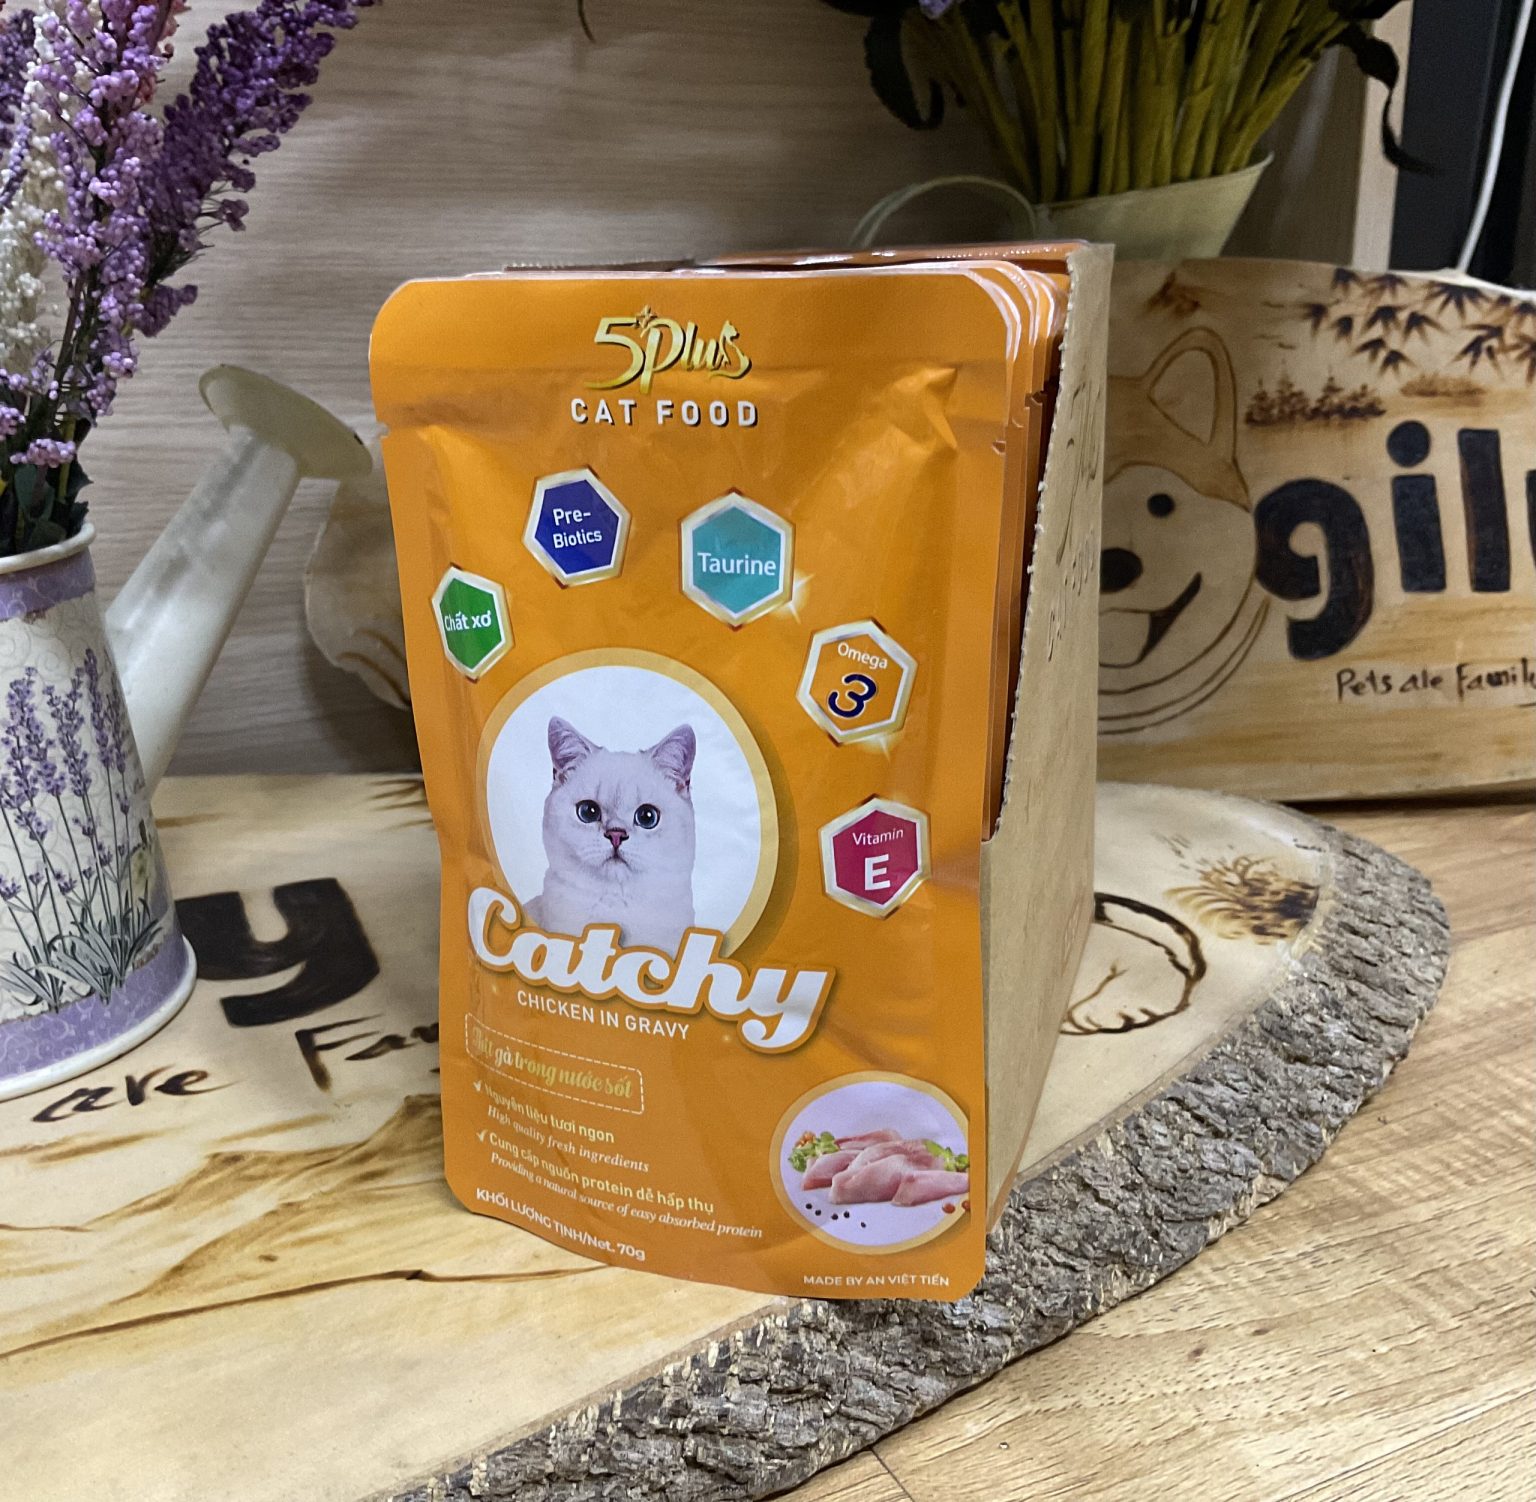 5Plus
CAT FOOD
Pre-
Biotics
Taurine
Chất xơ
Omega
3
Vitamin
E
Catchy
CHICKEN IN GRAVY
Thịt gà trong nước sốt
Nguyên liệu tươi ngon
High quality fresh ingredients
Cung cấp nguồn protein dễ hấp thụ
Providing a natural source of easy absorbed protein
KHỐI LƯỢNG TỊNH/Net. 70g
MADE BY AN VIỆT TIẾN
Pets are Family
are